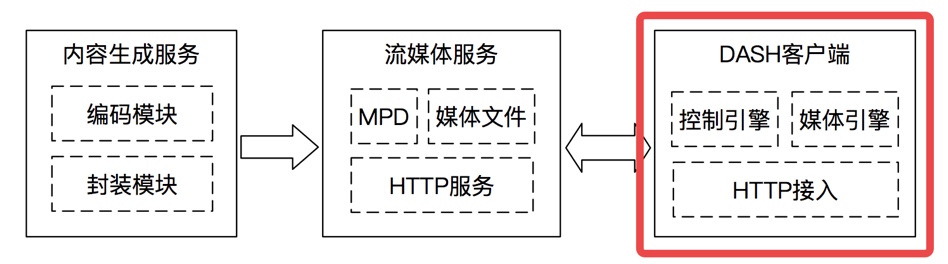 内容生成服务
编码模块
封装模块
流媒体服务
MPD
媒体文件
HTTP服务
DASH客户端
控制引擎
媒体引擎
HTTP接入